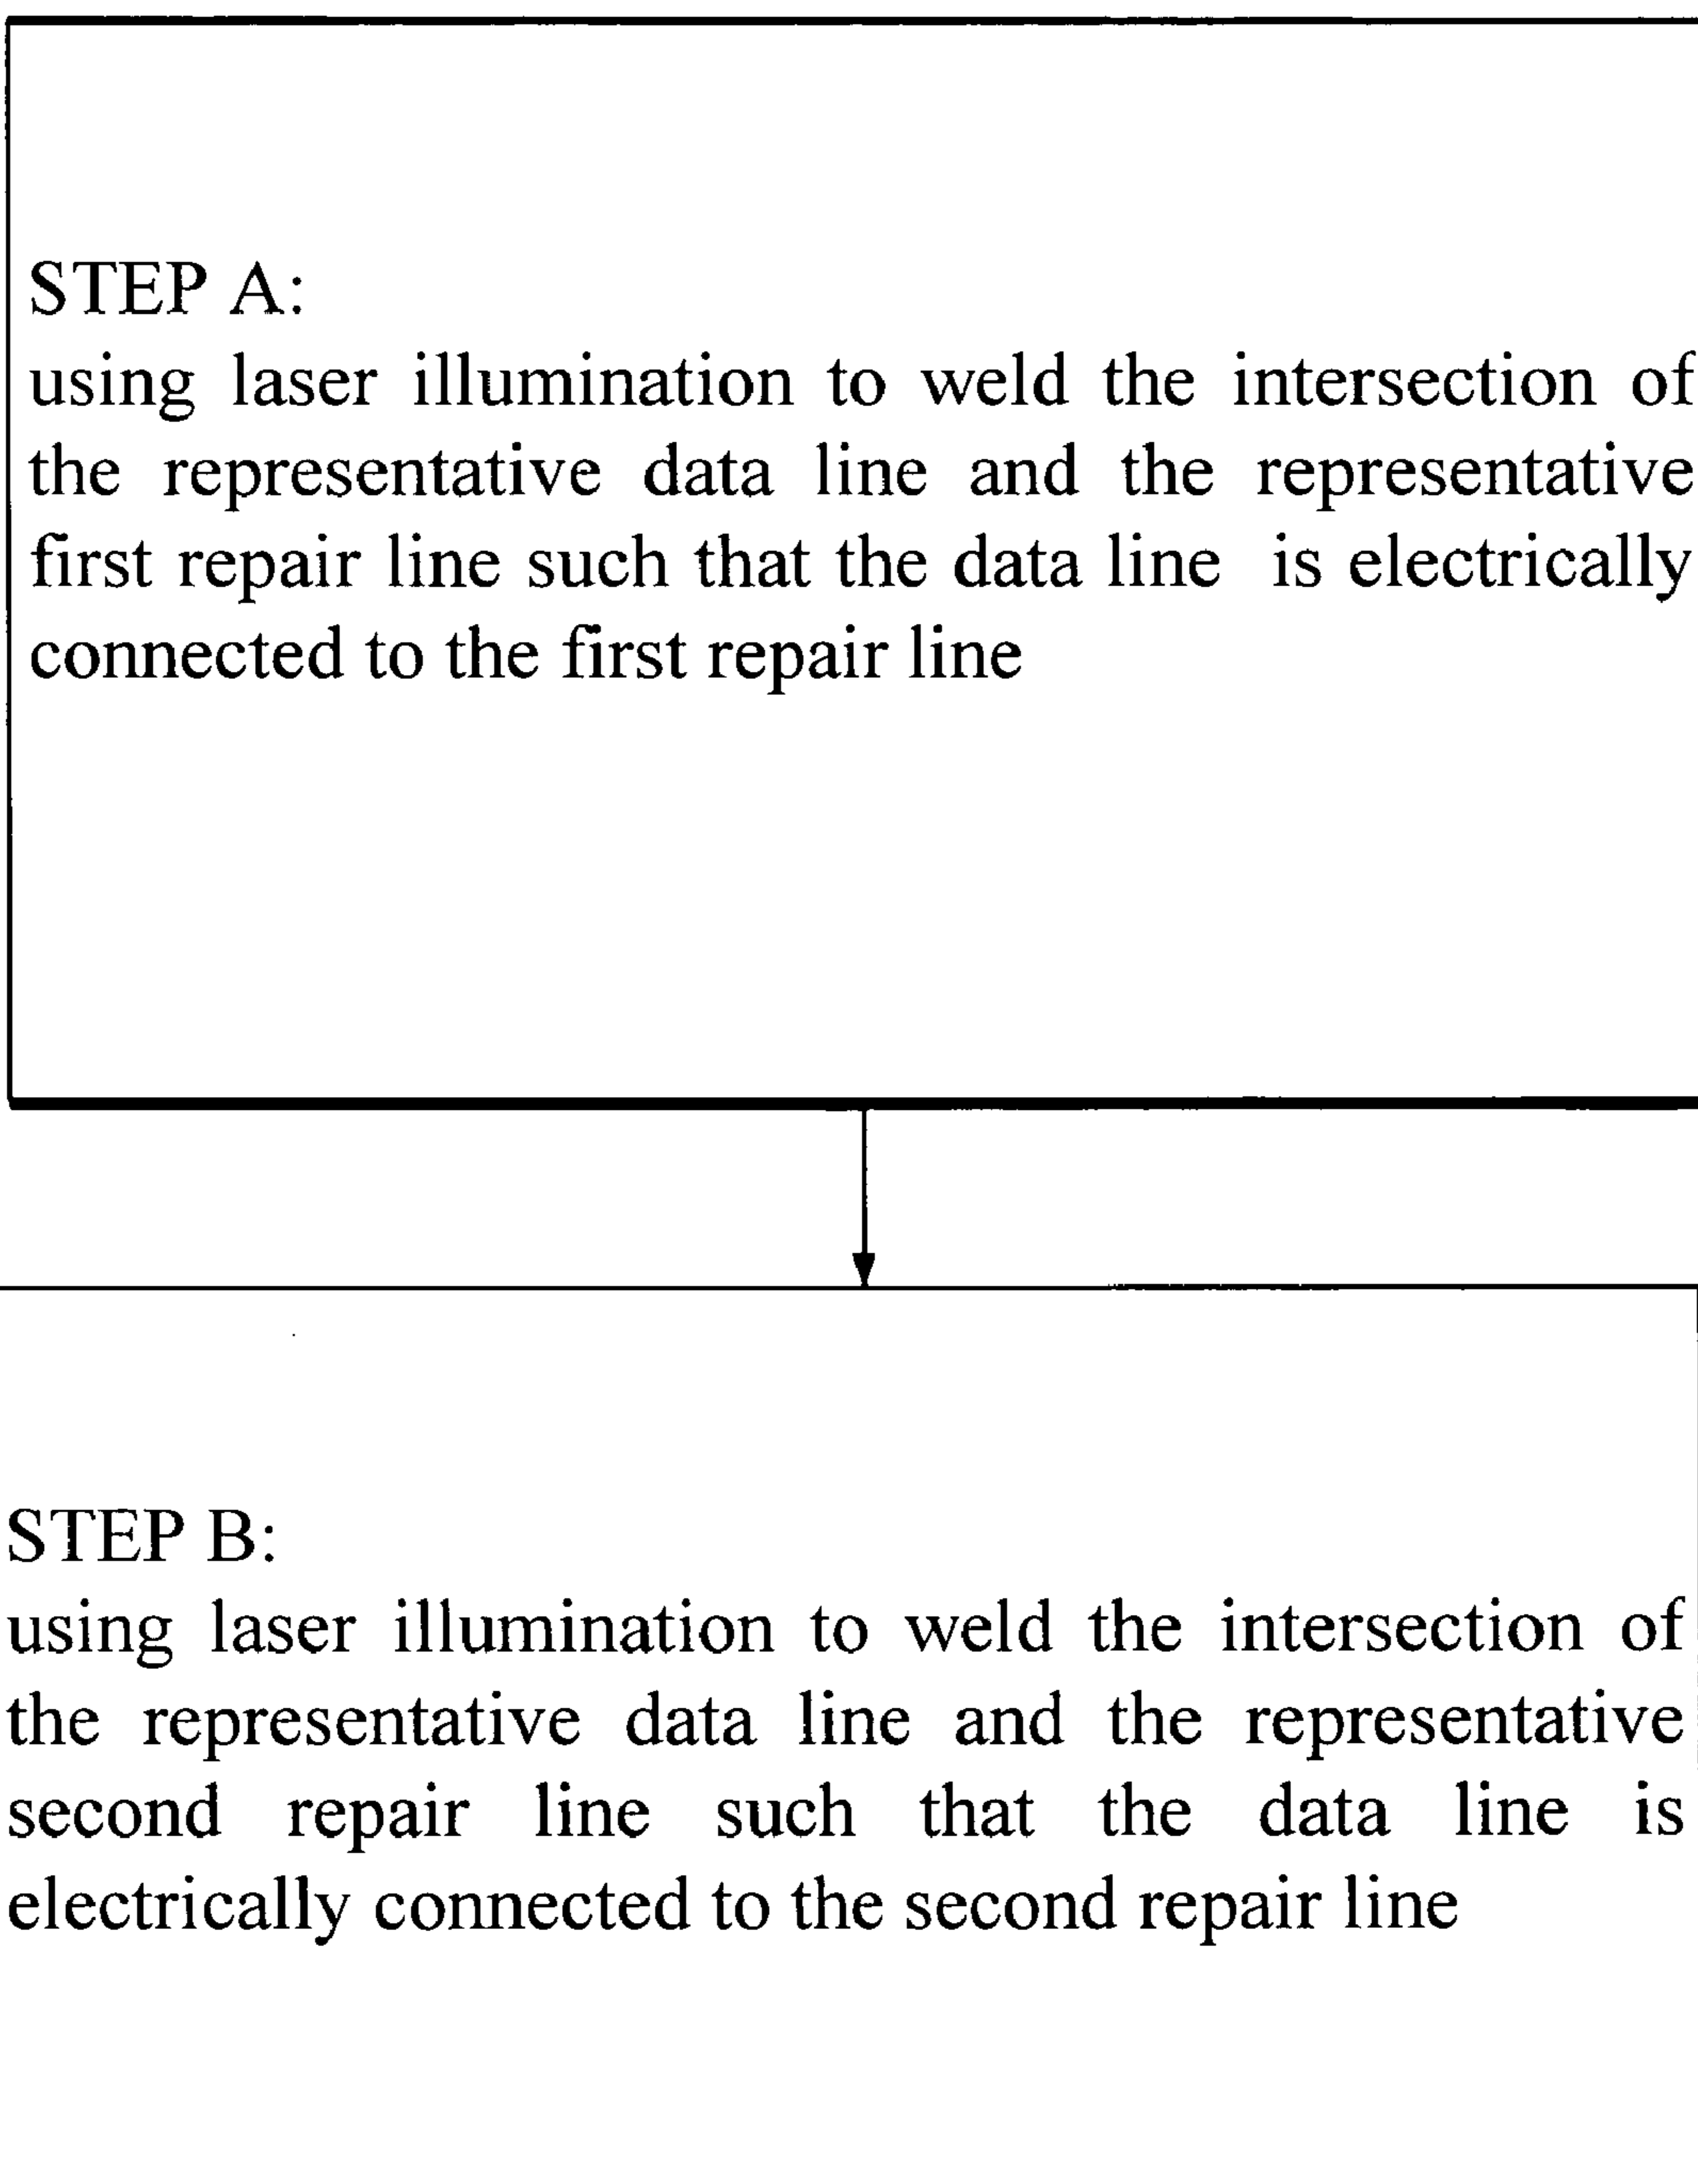 STEP A:
using laser illumination to weld the intersection of
the representative data line and the representative
first repair line such that the data line is electrically
connected to the first repair line
STEP B:
using laser illumination to weld the intersection of
the representative data line and the representative
second repair line such that the data line is
electrically connected to the second repair line